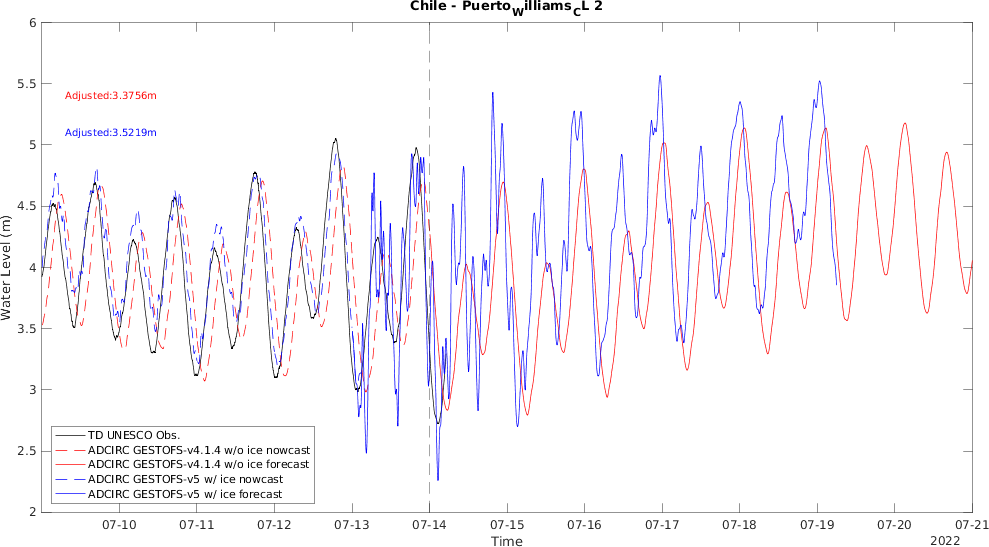 Chile - Puerto_Williams_CL 2
6
5.5
5
4.5
4
3.5
3
2.5
2
Water Level (m)
Adjusted:3.3756m
Adjusted:3.5219m
TD UNESCO Obs.
ADCIRC GESTOFS-v4.1.4 w/o ice nowcast
ADCIRC GESTOFS-v4.1.4 w/o ice forecast
ADCIRC GESTOFS-v5 w/ ice nowcast
ADCIRC GESTOFS-v5 w/ ice forecast
07-10 07-11 07-12 07-13 07-14 07-15 07-16 07-17 07-18 07-19 07-20 07-21
Time
2022